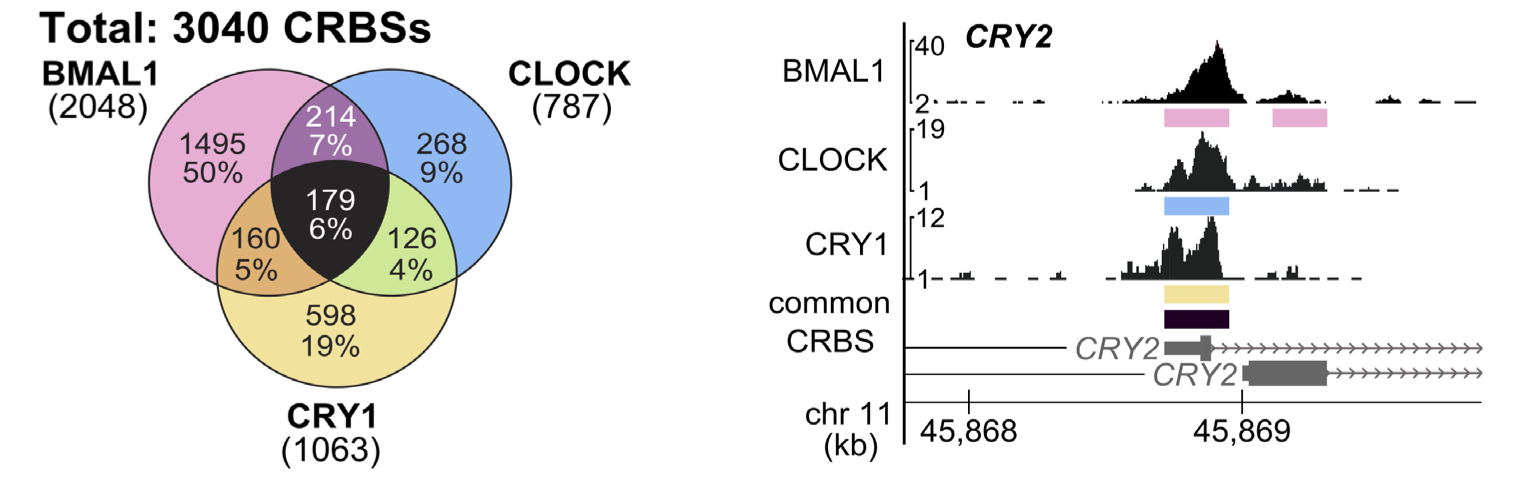 Total: 3040 CRBSs
BMAL1
(2048)
CLOCK
(787)
214
7%
1495
50%
268
9%
179
6%
160
5%
126
4%
598
19%
CRY1
(1063)
CRY2
BMAL1
40
2
CLOCK
19
1
CRY1
12
1
common
CRBS
CRY2
CRY2
chr 11
(kb)
45,868
45,869